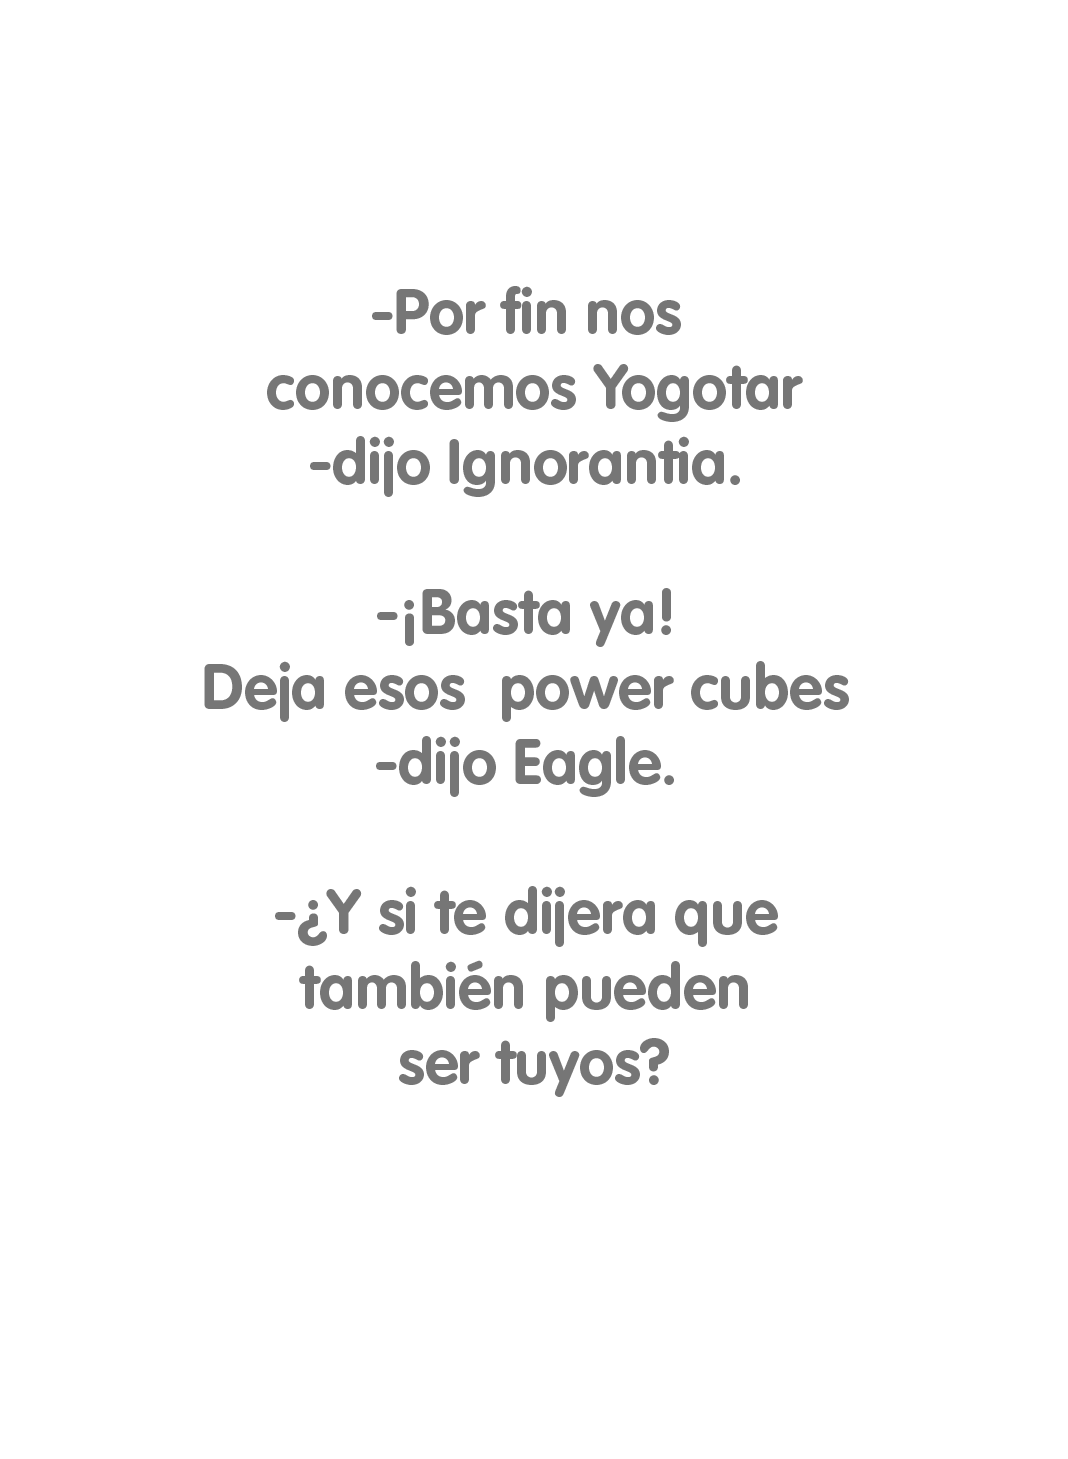 -Por fin nos
conocemos Yogotar
-dijo Ignorantia.
-¡Basta ya!
Deja esos  power cubes
-dijo Eagle.
-¿Y si te dijera que
también pueden
ser tuyos?